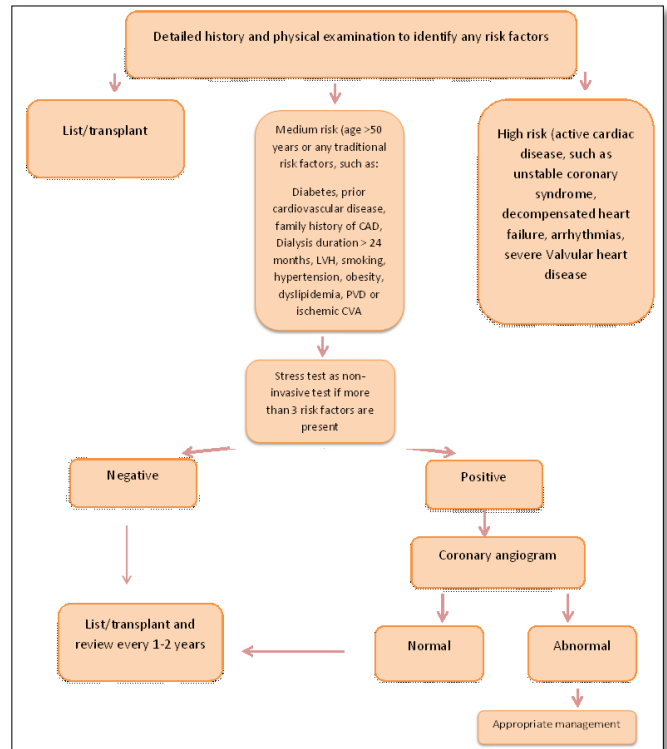 Detailed history and physical examination to identify any risk factors
List/transplant
Medium risk (age >50
years or any traditional
risk factors, such as:
Diabetes, prior
cardiovascular disease,
family history of CAD,
Dialysis duration > 24
months, LVH, smoking,
hypertension, obesity,
dyslipidemia, PVD or
ischemic CVA
High risk (active cardiac
disease, such as
unstable coronary
syndrome,
decompensated heart
failure, arrhythmias,
severe Valvular heart
disease
Stress test as non-
invasive test if more
than 3 risk factors are
present
Negative
Positive
Coronary angiogram
List/transplant and
review every 1-2 years
Normal
Abnormal
Appropriate management